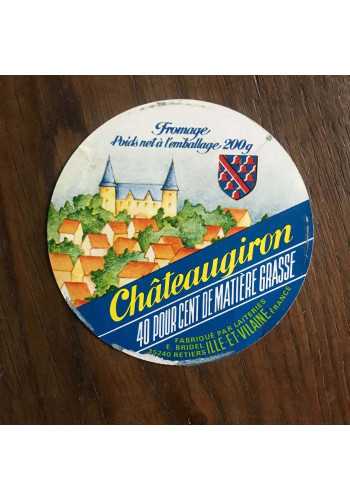 Fromage
Poids net à l'emballage 200g
Châteaugiron
40 POUR CENT DE MATIÈRE GRASSE
FABRIQUÉ PAR LAITERIES
E. BRIDEL ILLE-ET-VILAINE FRANCE
35240 RETIERS